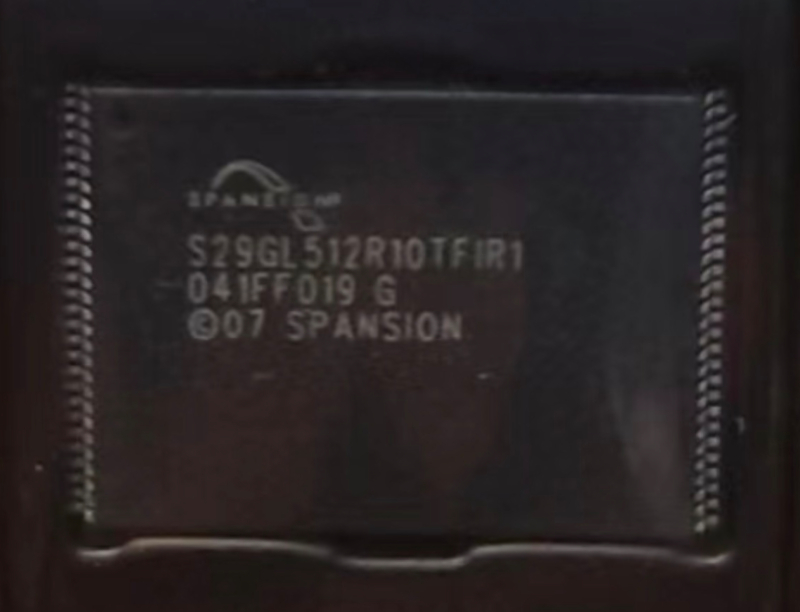 SPANSION
S29GL512R10TFIR1
041FF019 G
©07 SPANSION